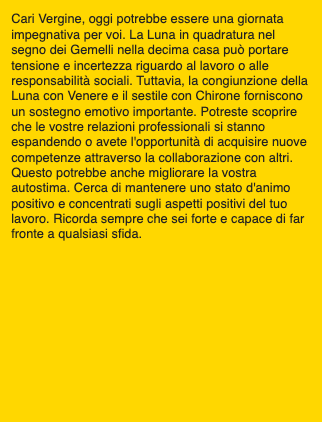 Cari Vergine, oggi potrebbe essere una giornata
impegnativa per voi. La Luna in quadratura nel
segno dei Gemelli nella decima casa può portare
tensione e incertezza riguardo al lavoro o alle
responsabilità sociali. Tuttavia, la congiunzione della
Luna con Venere e il sestile con Chirone forniscono
un sostegno emotivo importante. Potreste scoprire
che le vostre relazioni professionali si stanno
espandendo o avete l'opportunità di acquisire nuove
competenze attraverso la collaborazione con altri.
Questo potrebbe anche migliorare la vostra
autostima. Cerca di mantenere uno stato d'animo
positivo e concentrati sugli aspetti positivi del tuo
lavoro. Ricorda sempre che sei forte e capace di far
fronte a qualsiasi sfida.